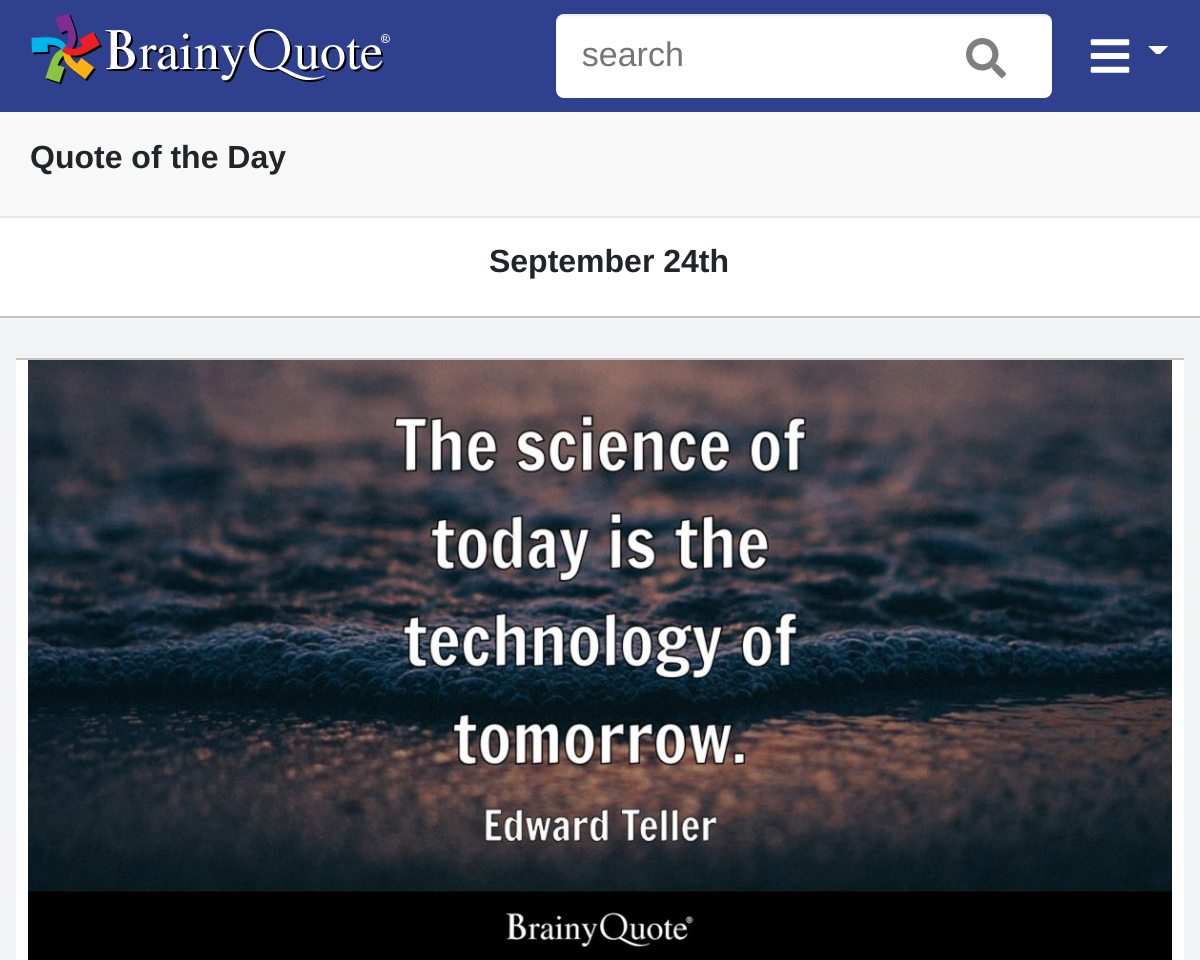 BrainyQuote®
search
Quote of the Day
September 24th
The science of
today is the
technology of
tomorrow.
Edward Teller
BrainyQuote®